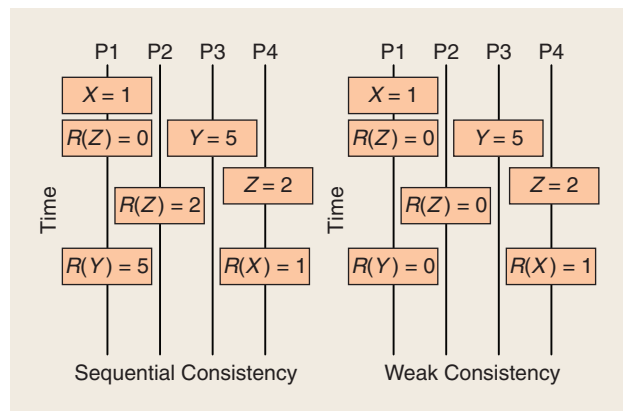 P1 P2 P3 P4
X = 1
R(Z) = 0 Y = 5
Z = 2
R(Z) = 2
R(Y) = 5 R(X) = 1
Time
Sequential Consistency
P1 P2 P3 P4
X = 1
R(Z) = 0 Y = 5
Z = 2
R(Z) = 0
R(Y) = 0 R(X) = 1
Time
Weak Consistency